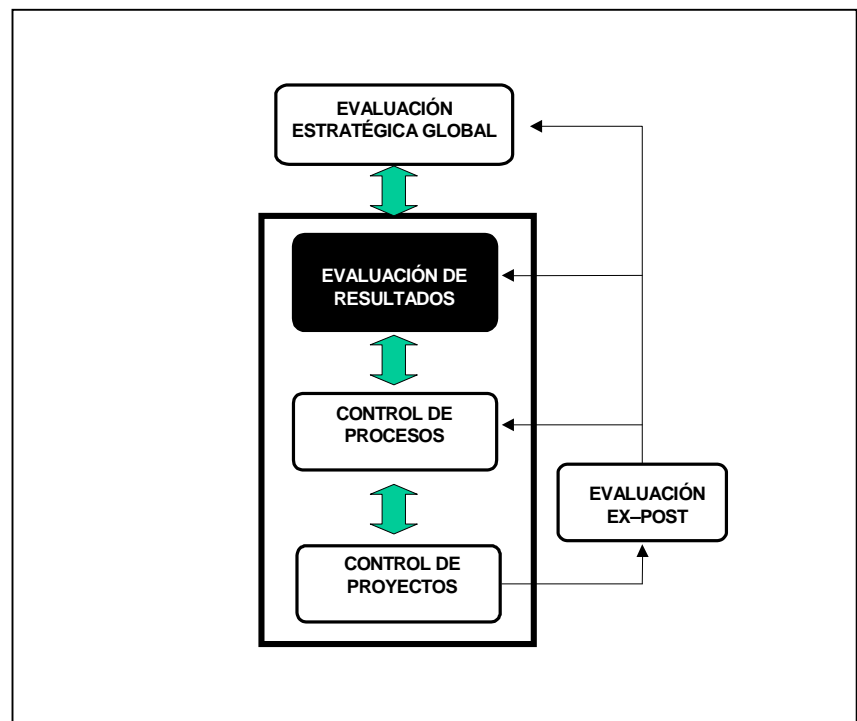 EVALUACIÓN
ESTRATÉGICA GLOBAL
EVALUACIÓN DE
RESULTADOS
CONTROL DE
PROCESOS
EVALUACIÓN
EX–POST
CONTROL DE
PROYECTOS